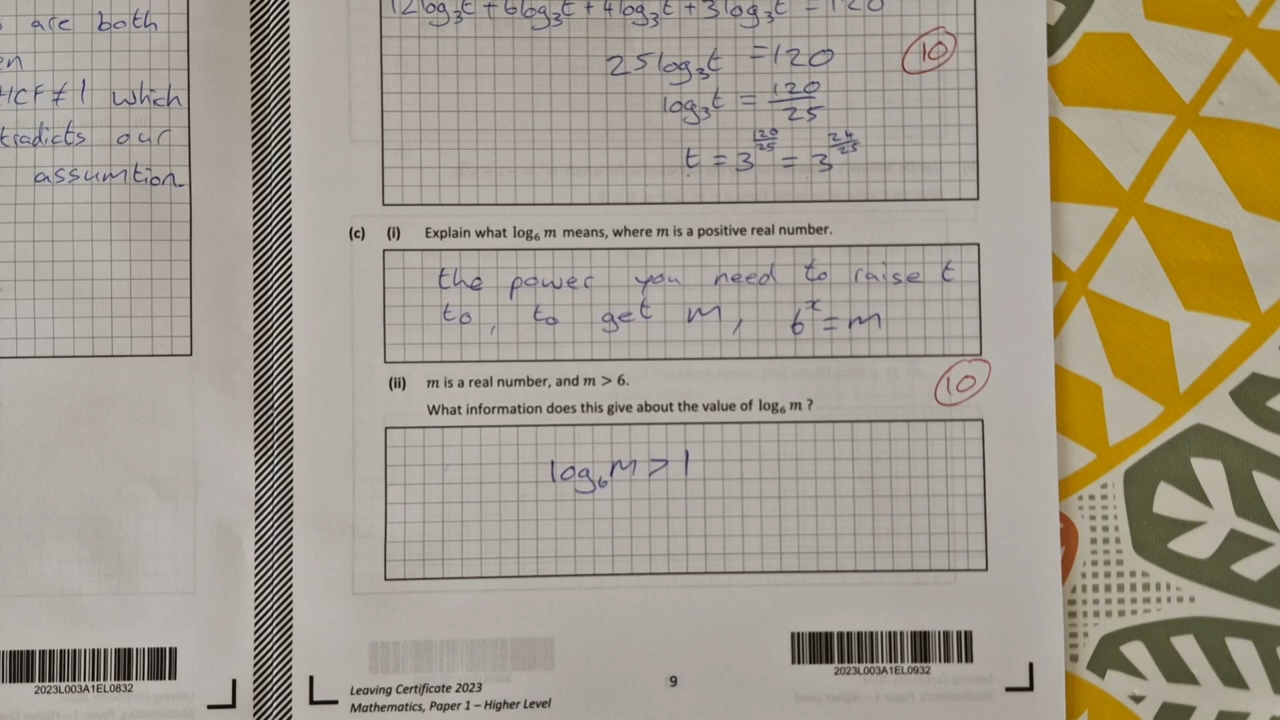 are both
en
HCF ≠ 1 which
tradicts our
assumtion.
2023L003A1EL0832
12log₃t + 6log₃t + 4log₃t + 3log₃t = 120
25log₃t = 120
10
log₃t = 120/25
t = 3^(120/25) = 3^(24/25)
(c) (i) Explain what log₆ m means, where m is a positive real number.
the power you need to raise t
to, to get m, 6ˣ = m
(ii) m is a real number, and m > 6.
10
What information does this give about the value of log₆ m ?
log₆m > 1
2023L003A1EL0932
Leaving Certificate 2023
9
Mathematics, Paper 1 – Higher Level